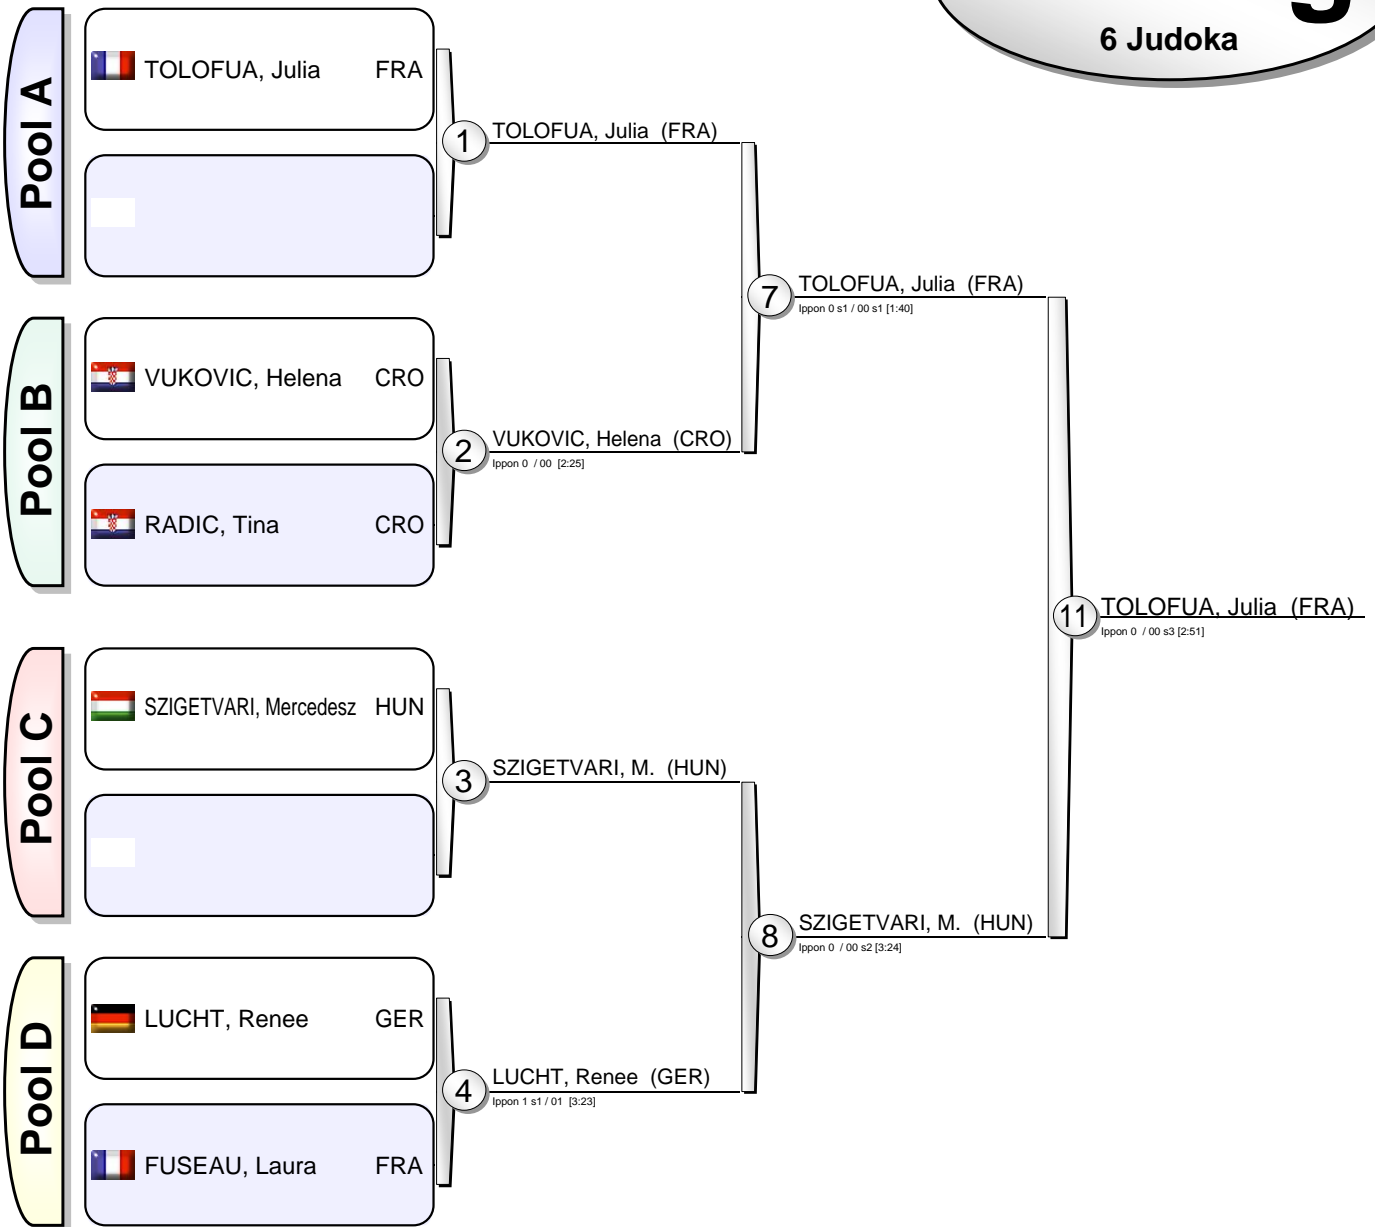 6 Judoka
Pool A
TOLOFUA, Julia FRA
1 TOLOFUA, Julia (FRA)
7 TOLOFUA, Julia (FRA)
Ippon 0 s1 / 00 s1 [1:40]
Pool B
VUKOVIC, Helena CRO
2 VUKOVIC, Helena (CRO)
Ippon 0 / 00 [2:25]
RADIC, Tina CRO
11 TOLOFUA, Julia (FRA)
Ippon 0 / 00 s3 [2:51]
Pool C
SZIGETVARI, Mercedesz HUN
3 SZIGETVARI, M. (HUN)
8 SZIGETVARI, M. (HUN)
Ippon 0 / 00 s2 [3:24]
Pool D
LUCHT, Renee GER
4 LUCHT, Renee (GER)
Ippon 1 s1 / 01 [3:23]
FUSEAU, Laura FRA